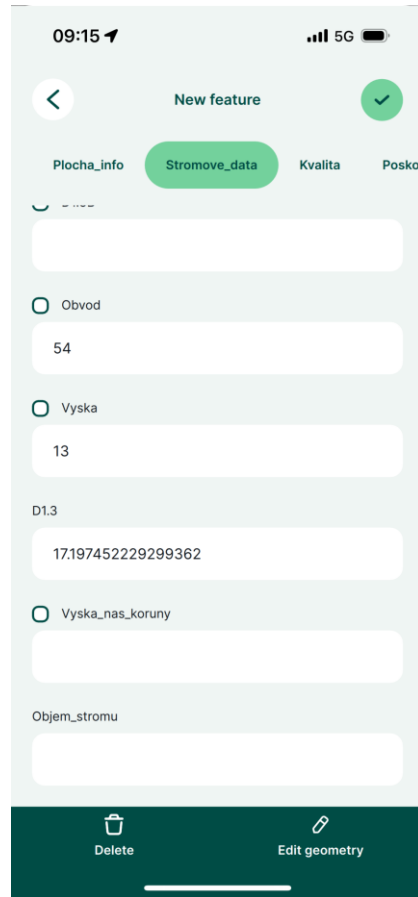 09:15
5G
New feature
Plocha_info Stromove_data Kvalita Posko
Obvod
54
Vyska
13
D1.3
17.197452229299362
Vyska_nas_koruny
Objem_stromu
Delete Edit geometry